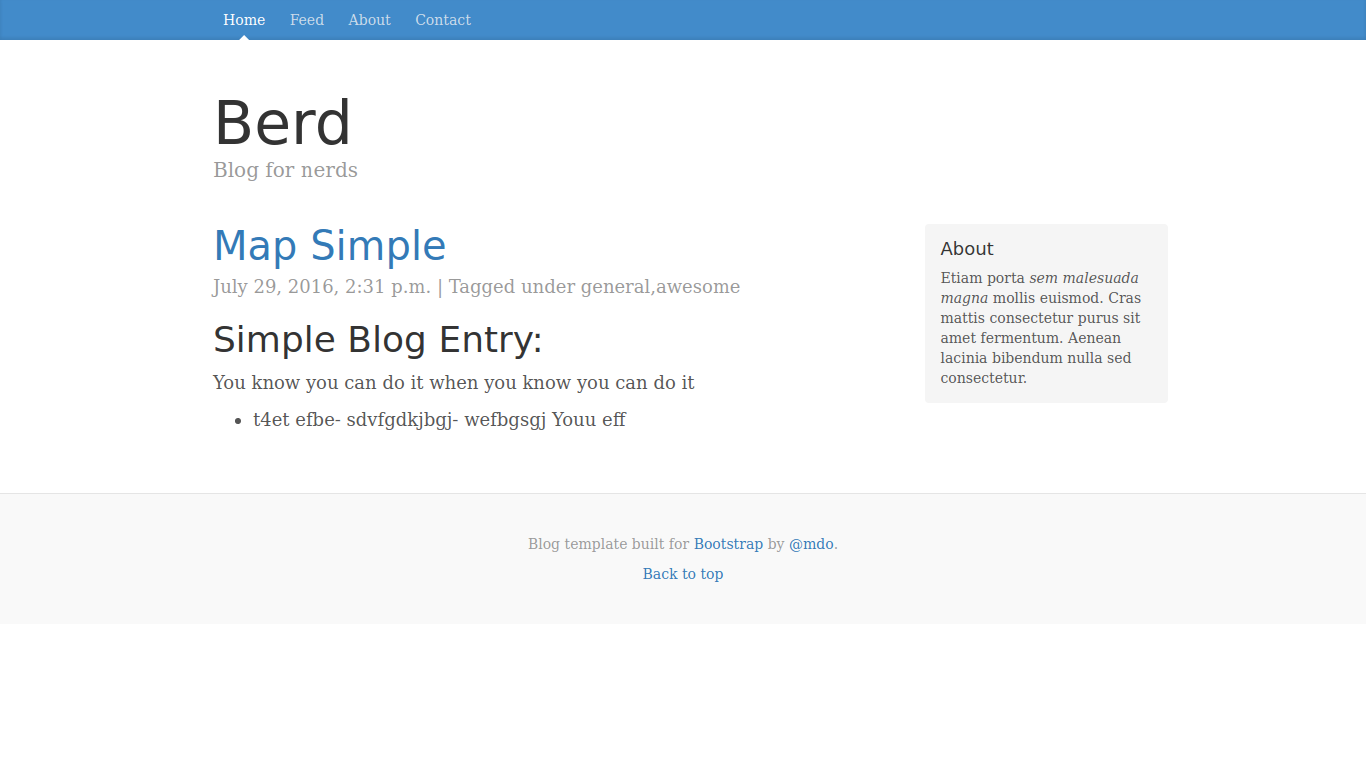 Home Feed About Contact
Berd
Blog for nerds
Map Simple
July 29, 2016, 2:31 p.m. | Tagged under general,awesome
Simple Blog Entry:
You know you can do it when you know you can do it
• t4et efbe- sdvfgdkjbgj- wefbgsgj Youu eff
About
Etiam porta sem malesuada
magna mollis euismod. Cras
mattis consectetur purus sit
amet fermentum. Aenean
lacinia bibendum nulla sed
consectetur.
Blog template built for Bootstrap by @mdo.
Back to top